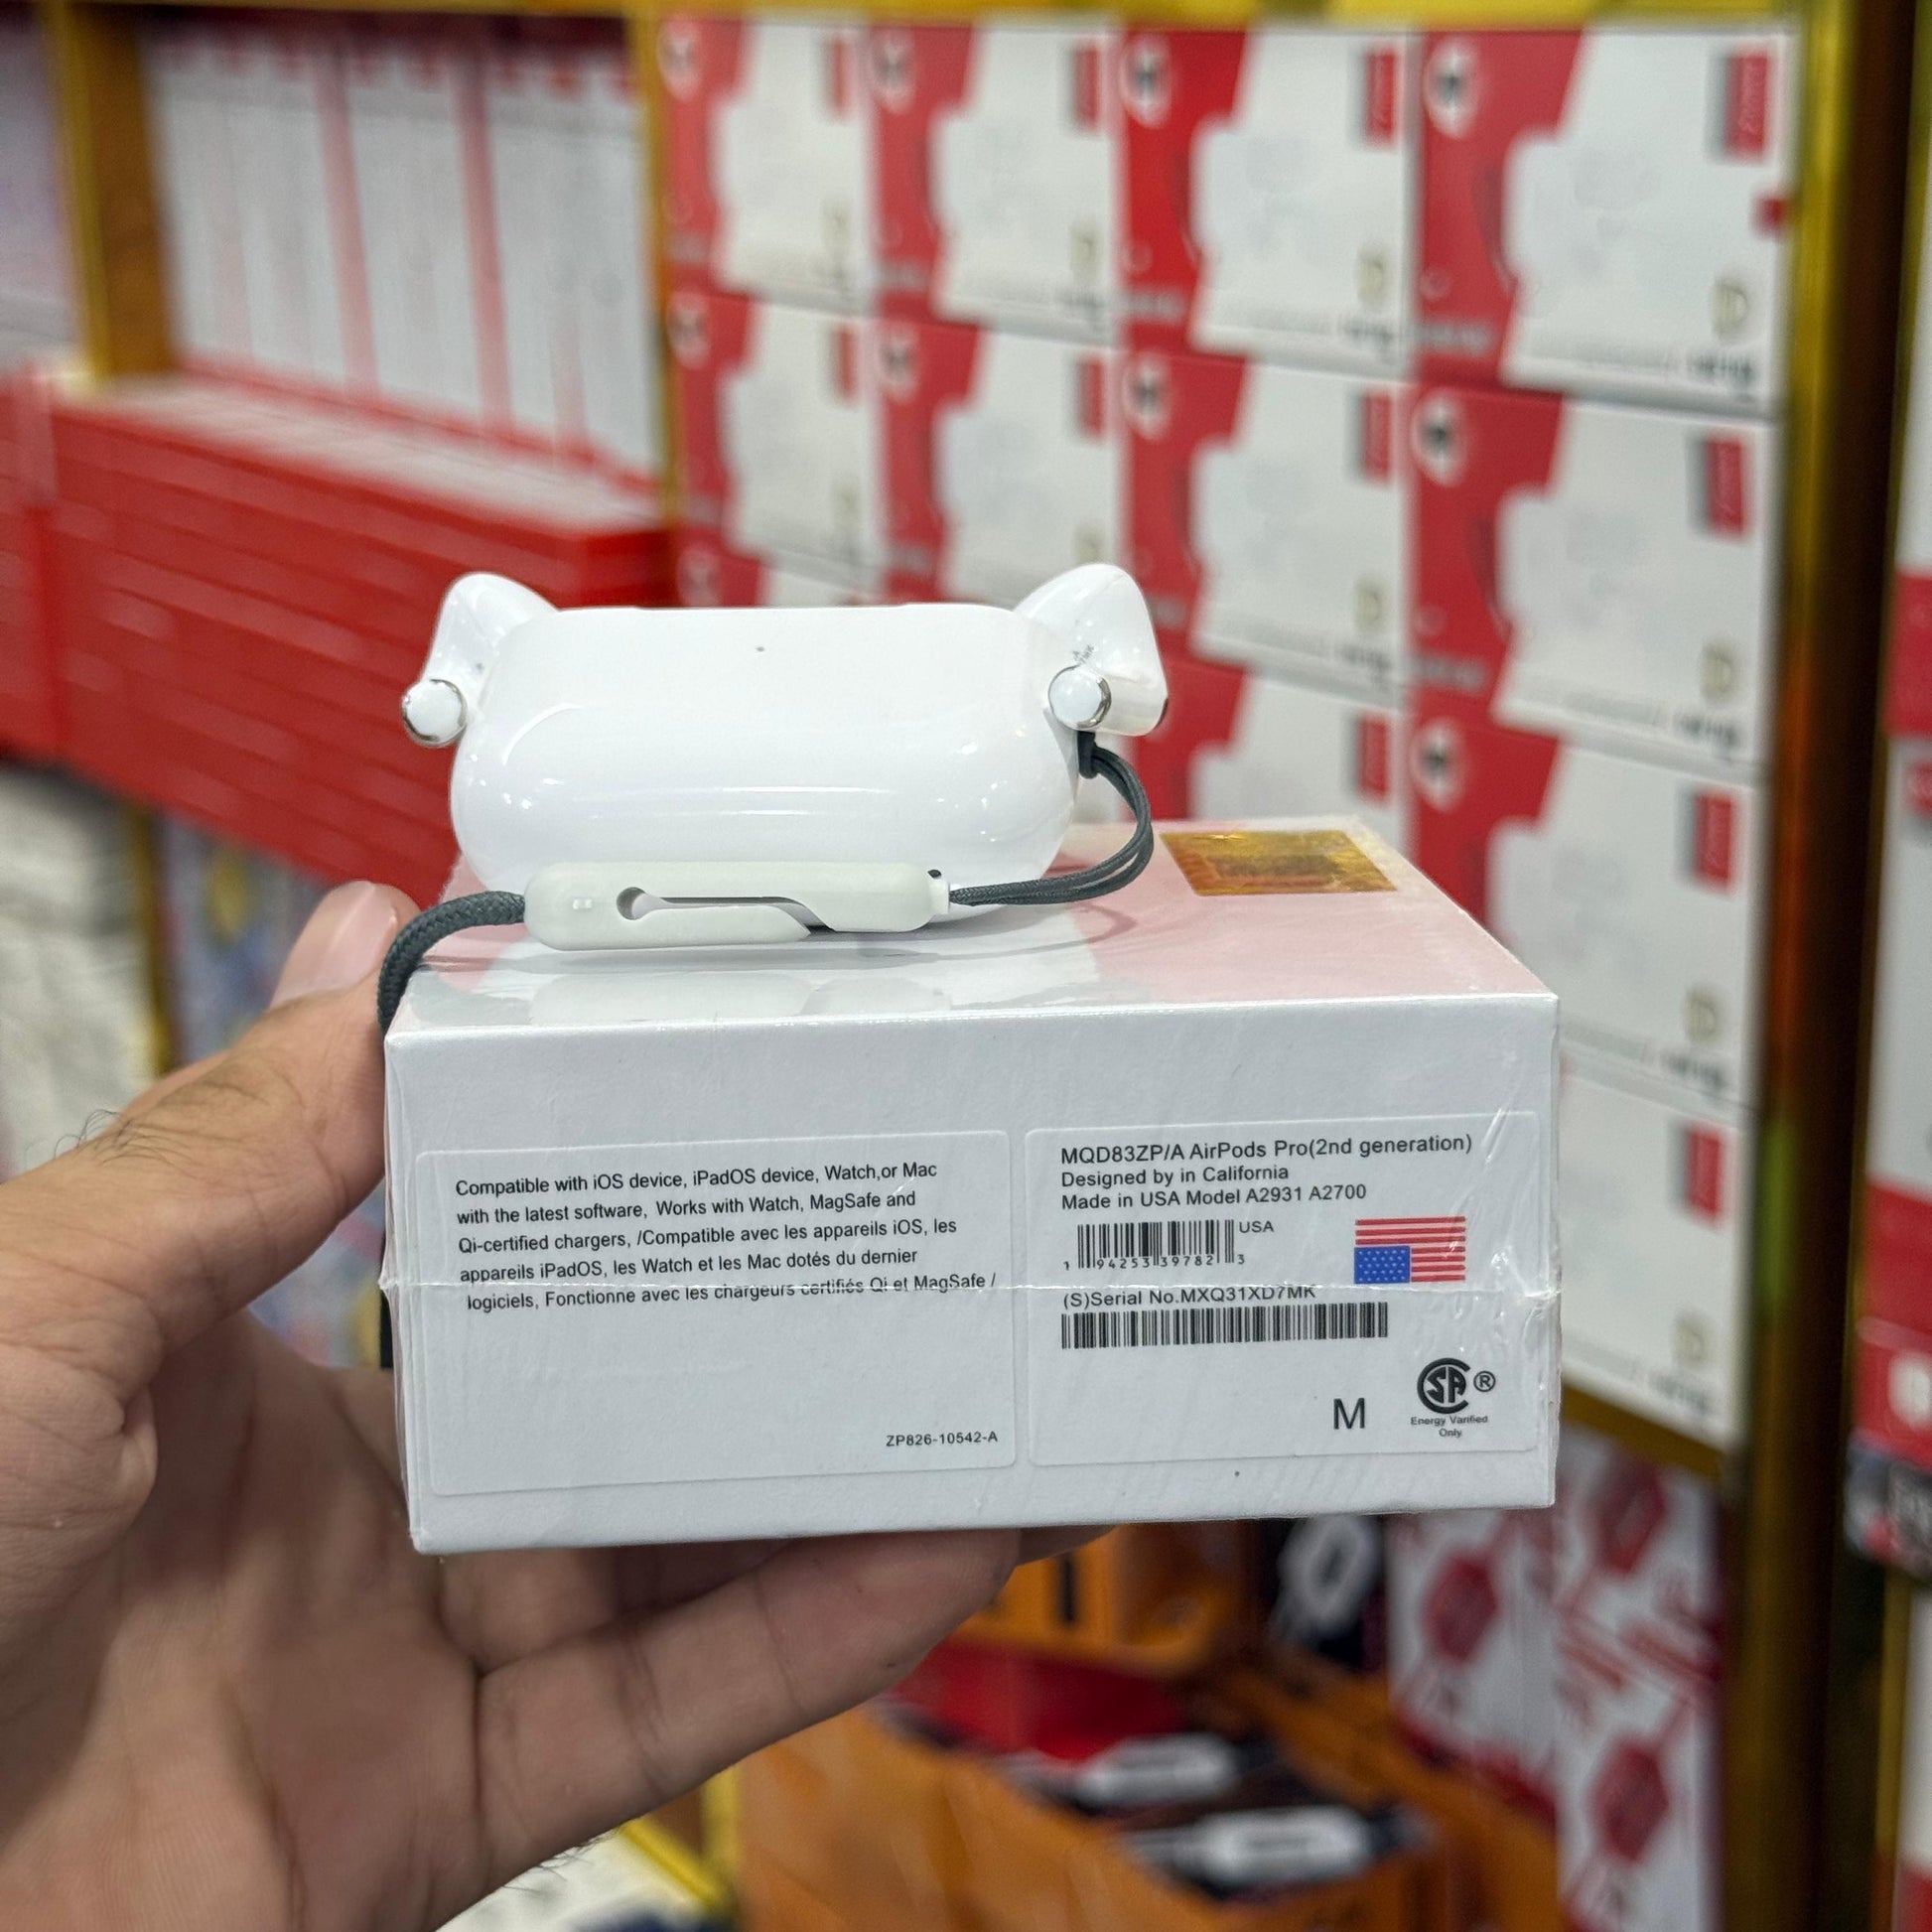 Compatible with iOS device, iPadOS device, Watch,or Mac
with the latest software, Works with Watch, MagSafe and
Qi-certified chargers, /Compatible avec les appareils iOS, les
appareils iPadOS, les Watch et les Mac dotés du dernier
logiciels, Fonctionne avec les chargeurs certifiés Qi et MagSafe /
ZP826-10542-A
MQD83ZP/A AirPods Pro(2nd generation)
Designed by in California
Made in USA Model A2931 A2700
USA
1 94253 39782 3
(S)Serial No.MXQ31XD7MK
M
SA ®
Energy Varified
Only